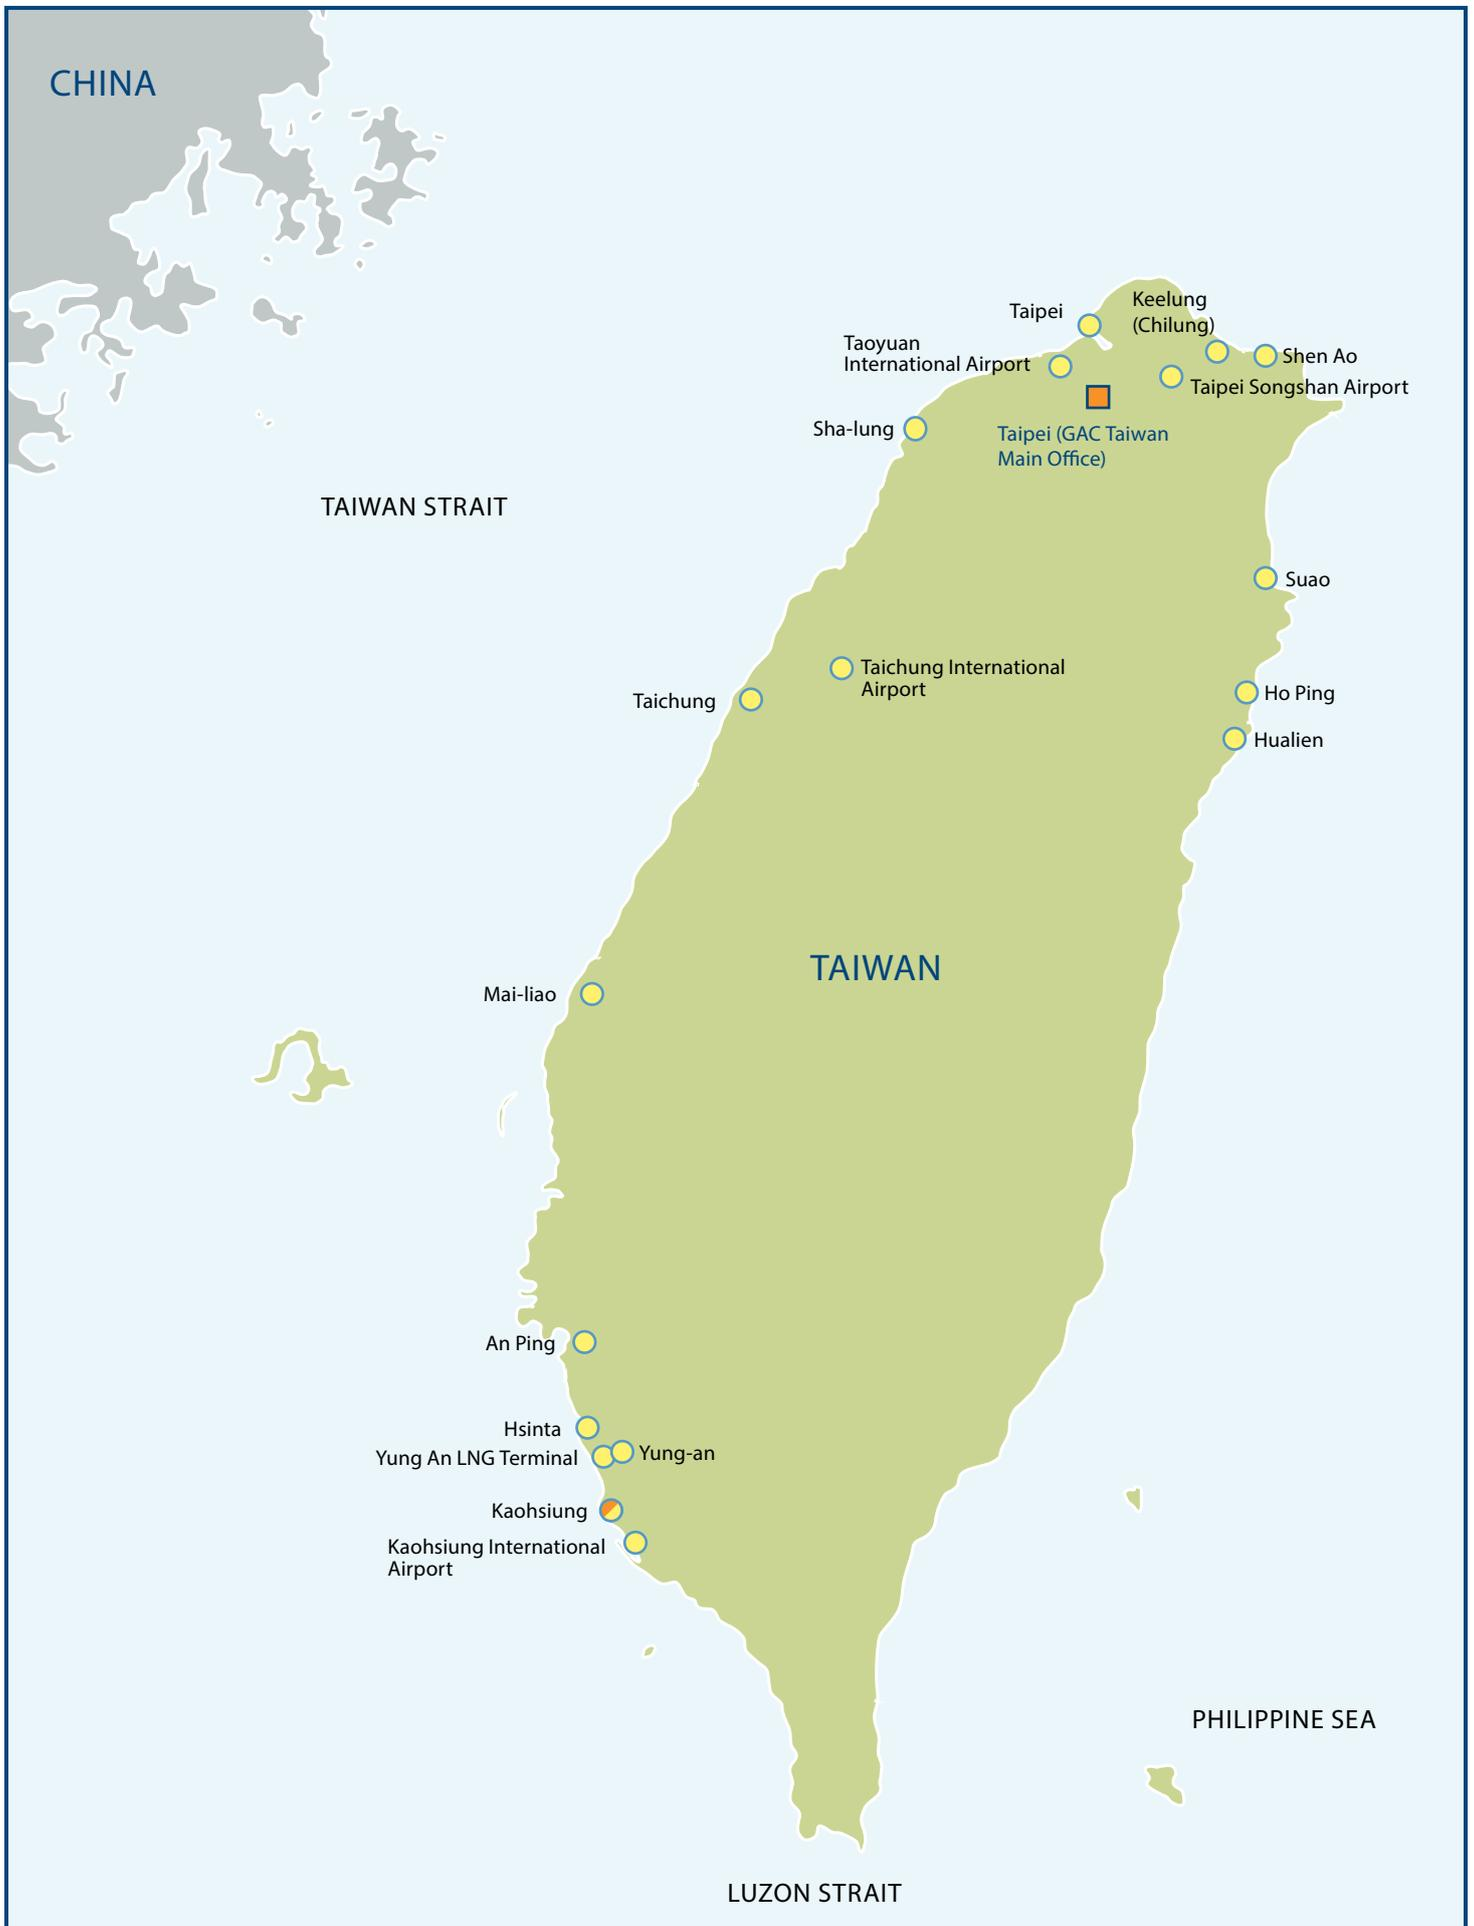 CHINA
Taipei
Keelung
(Chilung)
Taoyuan
International Airport
Shen Ao
Taipei Songshan Airport
Sha-lung
Taipei (GAC Taiwan
Main Office)
TAIWAN STRAIT
Suao
Taichung International
Airport
Taichung
Ho Ping
Hualien
TAIWAN
Mai-liao
An Ping
Hsinta
Yung An LNG Terminal
Yung-an
Kaohsiung
Kaohsiung International
Airport
PHILIPPINE SEA
LUZON STRAIT